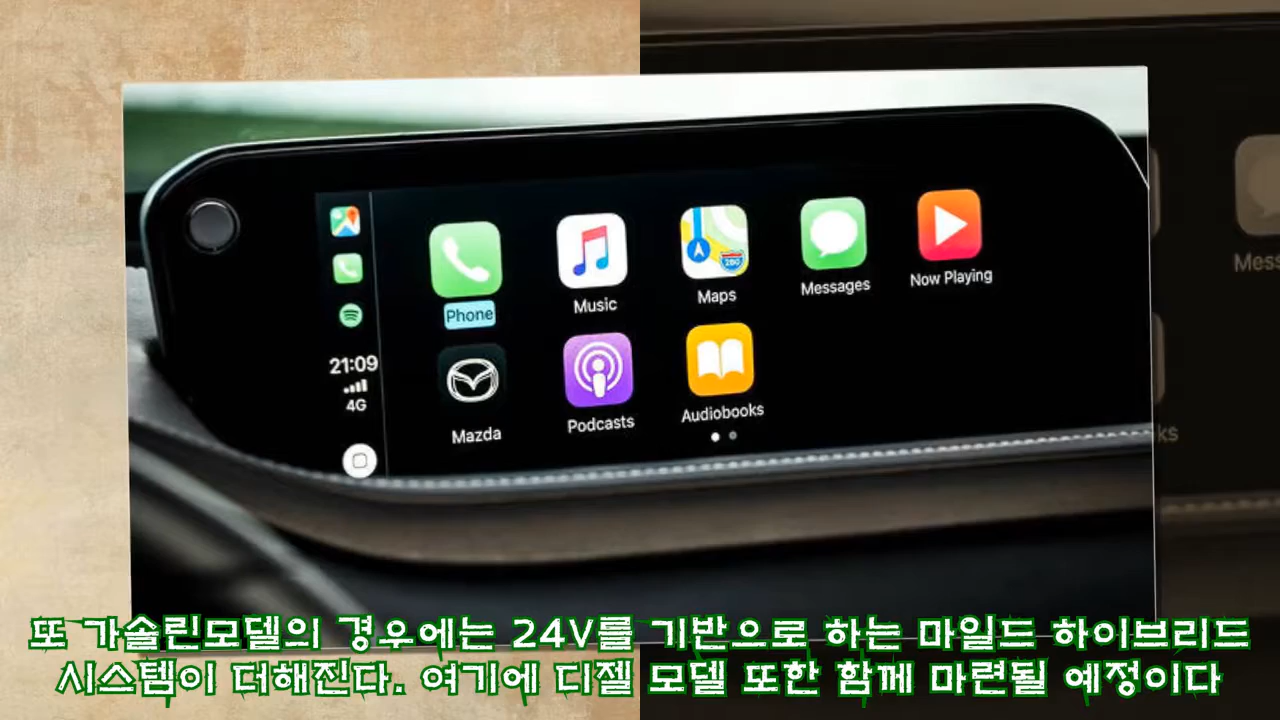 Phone
Music
Maps
Messages
Now Playing
21:09
4G
Mazda
Podcasts
Audiobooks
280
또 가솔린모델의 경우에는 24V를 기반으로 하는 마일드 하이브리드
시스템이 더해진다. 여기에 디젤 모델 또한 함께 마련될 예정이다